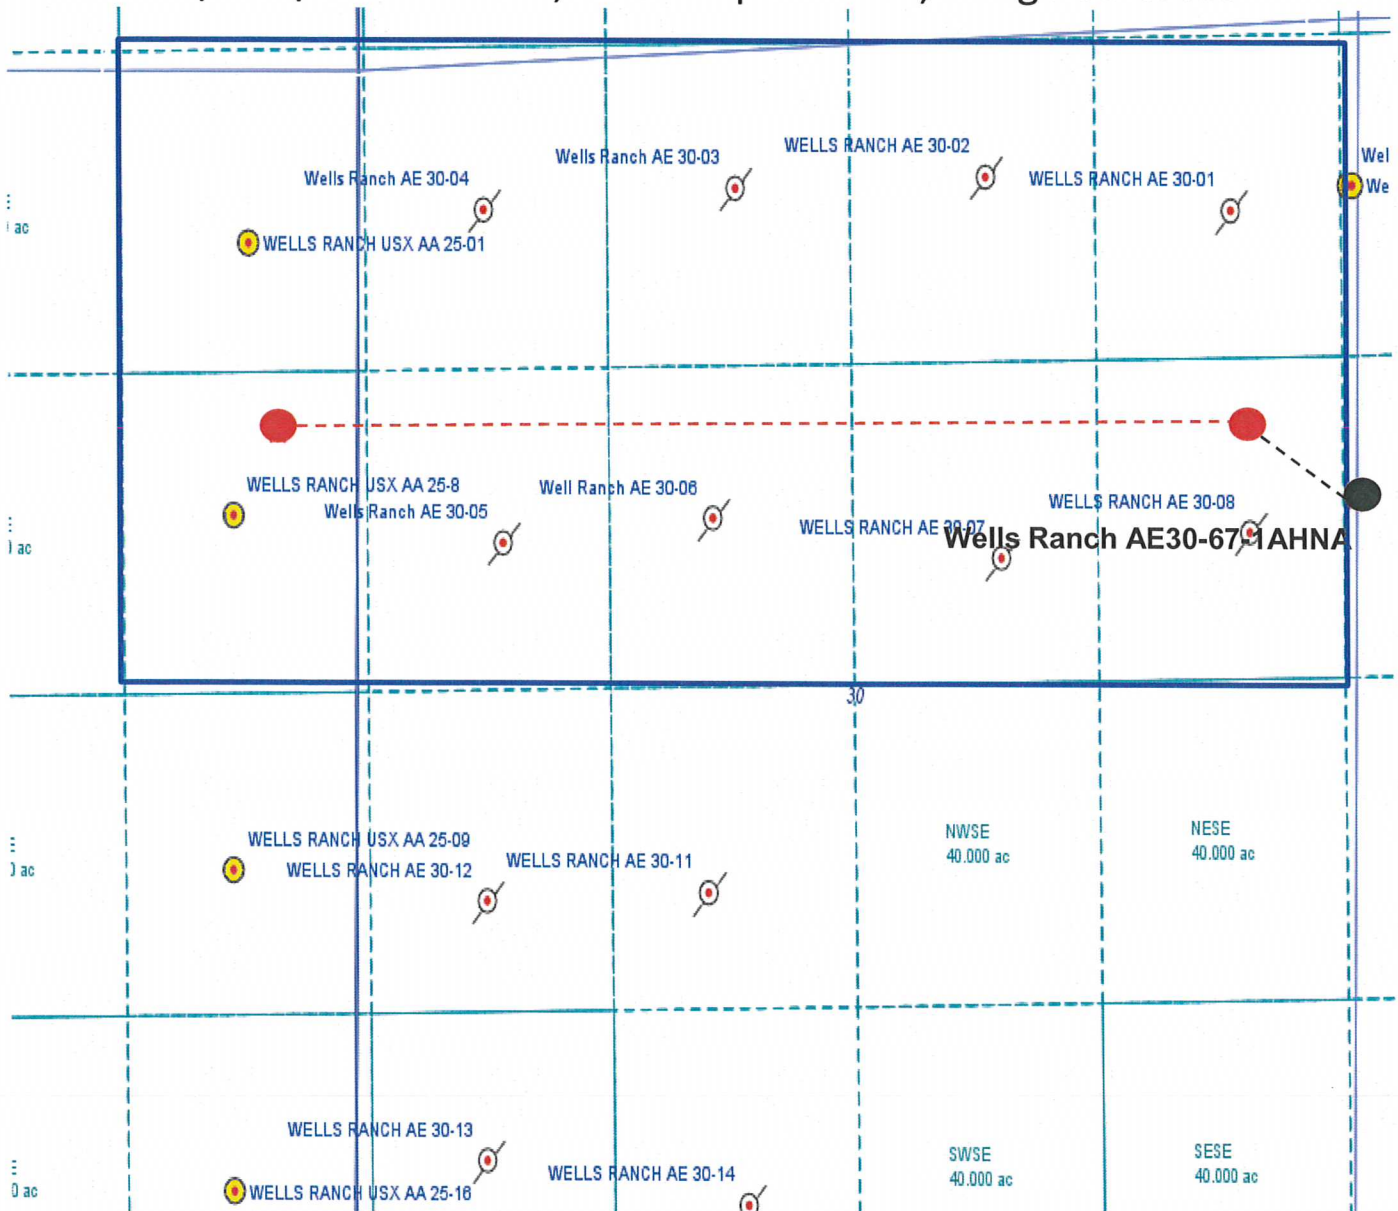 WELLS RANCH AE 30-02
Wel
Wells Ranch AE 30-03
Wells Ranch AE 30-04
WELLS RANCH AE 30-01
We
ac
WELLS RANCH USX AA 25-01
WELLS RANCH USX AA 25-8
Well Ranch AE 30-06
WELLS RANCH AE 30-08
Wells Ranch AE 30-05
WELLS RANCH AE 30-07
Wells Ranch AE30-67-1AHNA
ac
30
NWSE
40.000 ac
NESE
40.000 ac
WELLS RANCH USX AA 25-09
WELLS RANCH AE 30-11
0 ac
WELLS RANCH AE 30-12
WELLS RANCH AE 30-13
SWSE
40.000 ac
SESE
40.000 ac
WELLS RANCH AE 30-14
0 ac
WELLS RANCH USX AA 25-16